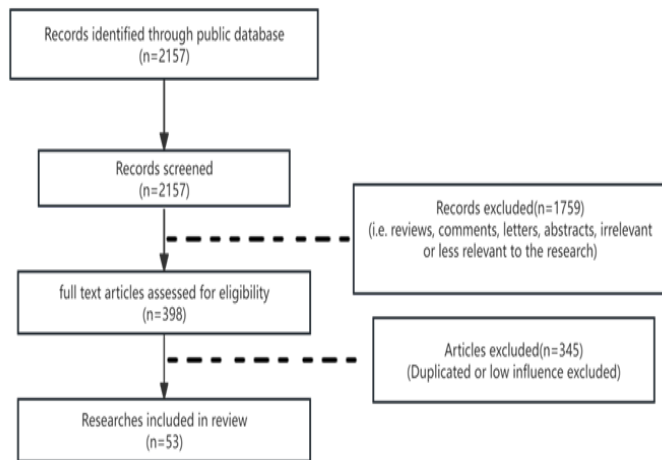 Records identified through public database
(n=2157)
Records screened
(n=2157)
Records excluded(n=1759)
(i.e. reviews, comments, letters, abstracts, irrelevant
or less relevant to the research)
full text articles assessed for eligibility
(n=398)
Articles excluded(n=345)
(Duplicated or low influence excluded)
Researches included in review
(n=53)